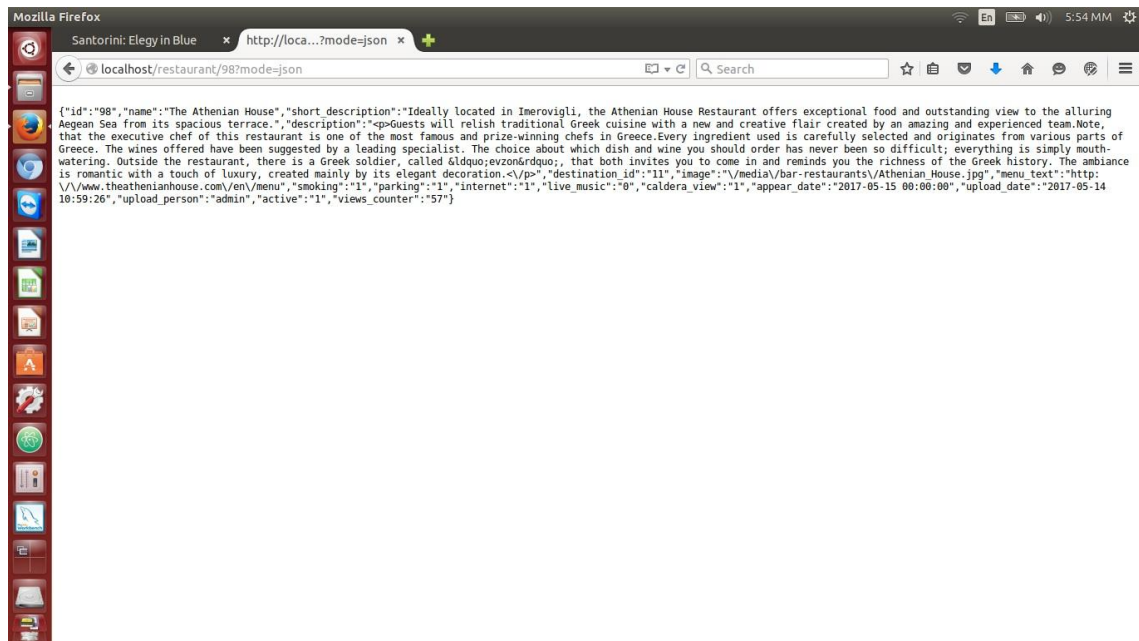 Mozilla Firefox
En
5:54 MM
Santorini: Elegy in Blue
http://loca...?mode=json
localhost/restaurant/98?mode=json
Search
{"id":"98","name":"The Athenian House","short_description":"Ideally located in Imerovigli, the Athenian House Restaurant offers exceptional food and outstanding view to the alluring
Aegean Sea from its spacious terrace.","description":"<p>Guests will relish traditional Greek cuisine with a new and creative flair created by an amazing and experienced team.Note,
that the executive chef of this restaurant is one of the most famous and prize-winning chefs in Greece.Every ingredient used is carefully selected and originates from various parts of
Greece. The wines offered have been suggested by a leading specialist. The choice about which dish and wine you should order has never been so difficult; everything is simply mouth-
watering. Outside the restaurant, there is a Greek soldier, called &ldquo;evzon&rdquo;, that both invites you to come in and reminds you the richness of the Greek history. The ambiance
is romantic with a touch of luxury, created mainly by its elegant decoration.<\/p>","destination_id":"11","image":"\/media\/bar-restaurants\/Athenian_House.jpg","menu_text":"http:
\/\/www.theathenianhouse.com\/en\/menu","smoking":"1","parking":"1","internet":"1","live_music":"0","caldera_view":"1","appear_date":"2017-05-15 00:00:00","upload_date":"2017-05-14
10:59:26","upload_person":"admin","active":"1","views_counter":"57"}